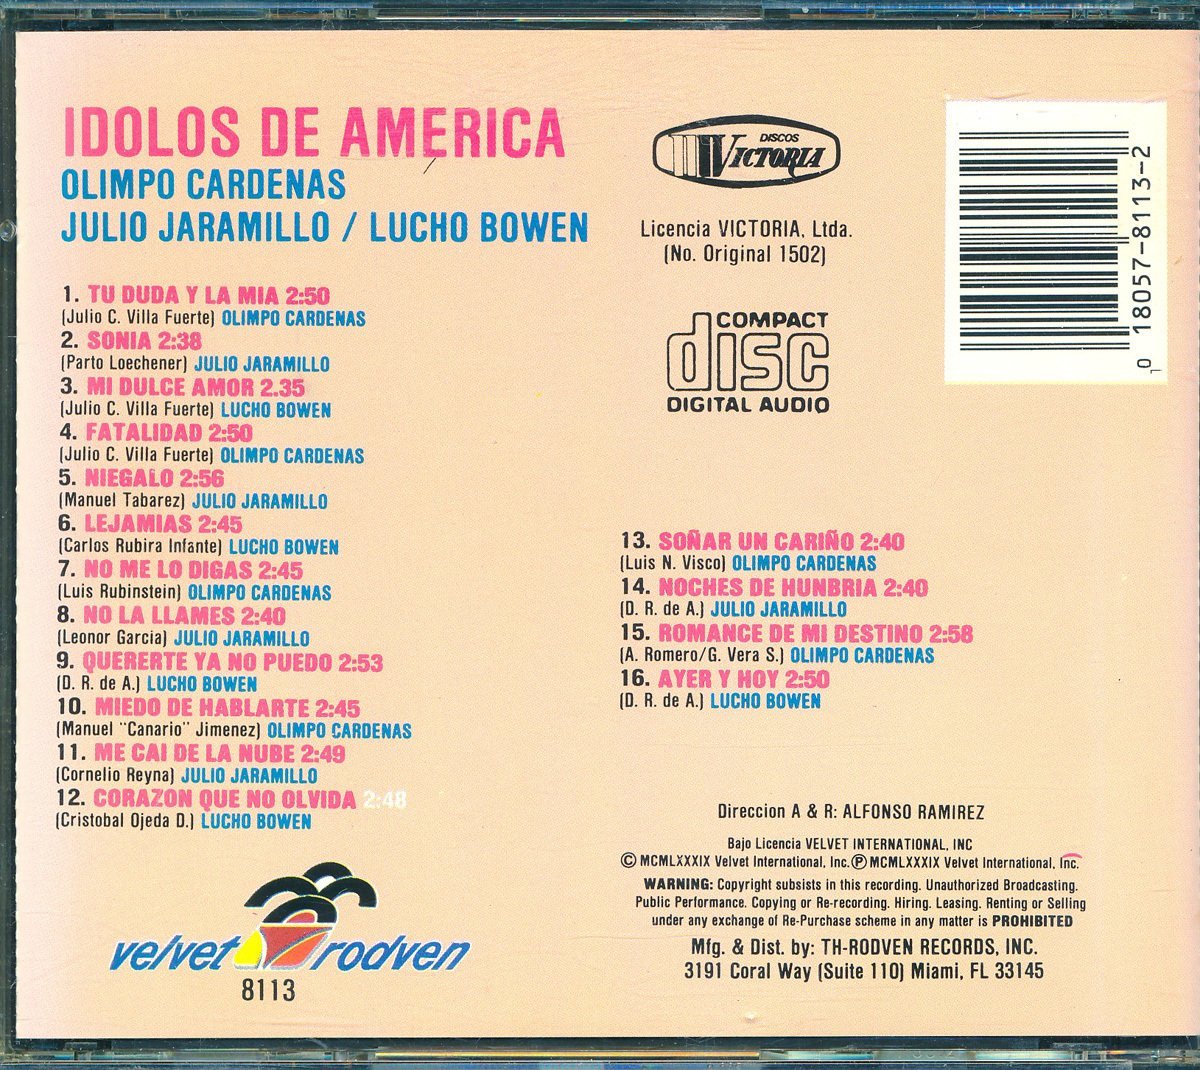 IDOLOS DE AMERICA
OLIMPO CARDENAS
JULIO JARAMILLO / LUCHO BOWEN
1. TU DUDA Y LA MIA 2:50
(Julio C. Villa Fuerte) OLIMPO CARDENAS
2. SONIA 2:38
(Parto Loechener) JULIO JARAMILLO
3. MI DULCE AMOR 2.35
(Julio C. Villa Fuerte) LUCHO BOWEN
4. FATALIDAD 2:50
(Julio C. Villa Fuerte) OLIMPO CARDENAS
5. NIEGALO 2:56
(Manuel Tabarez) JULIO JARAMILLO
6. LEJAMIAS 2:45
(Carlos Rubira Infante) LUCHO BOWEN
7. NO ME LO DIGAS 2:45
(Luis Rubinstein) OLIMPO CARDENAS
8. NO LA LLAMES 2:40
(Leonor Garcia) JULIO JARAMILLO
9. QUERERTE YA NO PUEDO 2:53
(D. R. de A.) LUCHO BOWEN
10. MIEDO DE HABLARTE 2:45
(Manuel "Canario" Jimenez) OLIMPO CARDENAS
11. ME CAI DE LA NUBE 2:49
(Cornelio Reyna) JULIO JARAMILLO
12. CORAZON QUE NO OLVIDA 2:48
(Cristobal Ojeda D.) LUCHO BOWEN
velvet rodven
8113
DISCOS
VICTORIA
Licencia VICTORIA, Ltda.
(No. Original 1502)
COMPACT
disc
DIGITAL AUDIO
0 18057-8113-2
13. SOÑAR UN CARIÑO 2:40
(Luis N. Visco) OLIMPO CARDENAS
14. NOCHES DE HUNBRIA 2:40
(D. R. de A.) JULIO JARAMILLO
15. ROMANCE DE MI DESTINO 2:58
(A. Romero/G. Vera S.) OLIMPO CARDENAS
16. AYER Y HOY 2:50
(D. R. de A.) LUCHO BOWEN
Direccion A & R: ALFONSO RAMIREZ
Bajo Licencia VELVET INTERNATIONAL, INC
© MCMLXXXIX Velvet International, Inc. ℗ MCMLXXXIX Velvet International, Inc.
WARNING: Copyright subsists in this recording. Unauthorized Broadcasting.
Public Performance. Copying or Re-recording. Hiring. Leasing. Renting or Selling
under any exchange of Re-Purchase scheme in any matter is PROHIBITED
Mfg. & Dist. by: TH-RODVEN RECORDS, INC.
3191 Coral Way (Suite 110) Miami, FL 33145